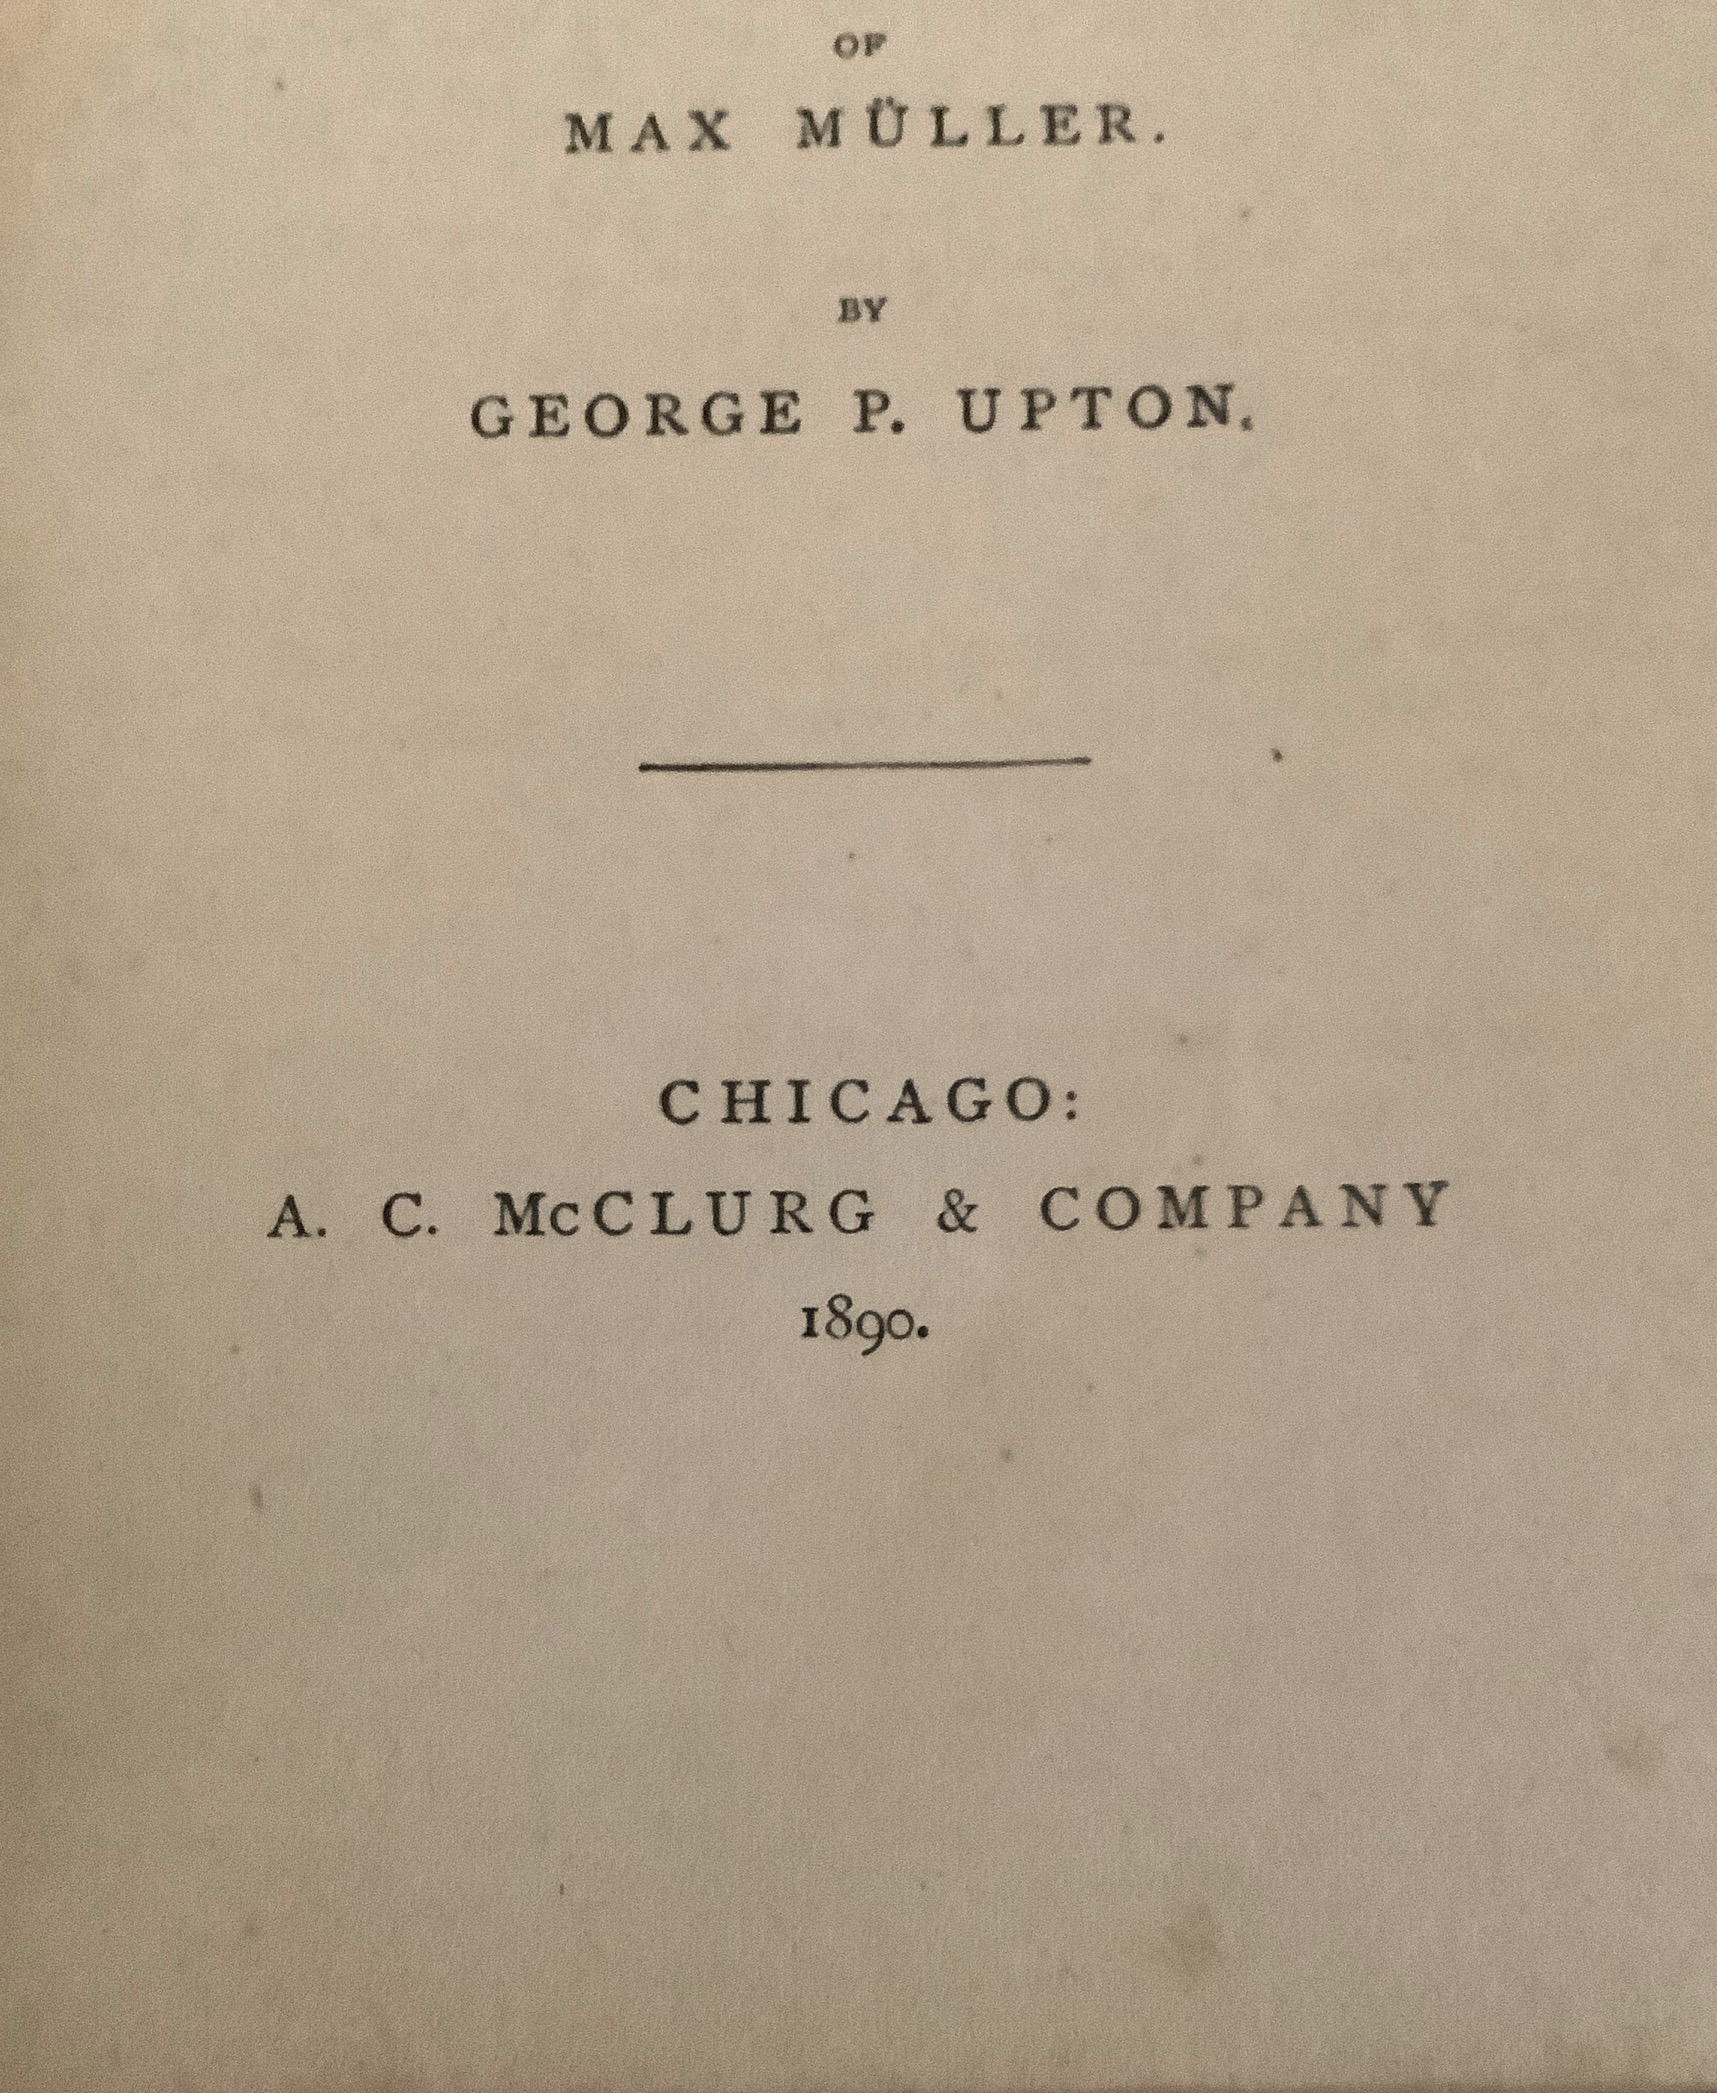 OF
MAX MÜLLER.
BY
GEORGE P. UPTON.
CHICAGO:
A. C. McCLURG & COMPANY
1890.